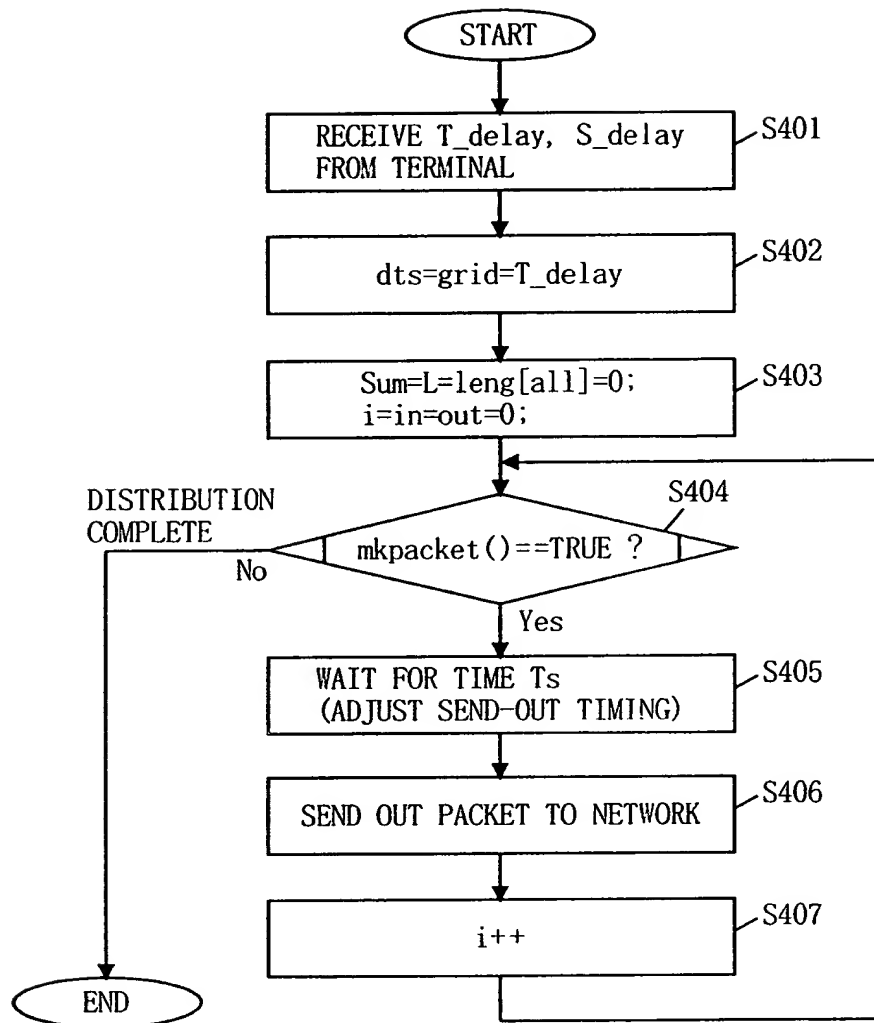 START
RECEIVE T_delay, S_delay
FROM TERMINAL
S401
dts=grid=T_delay
S402
Sum=L=leng[all]=0;
i=in=out=0;
S403
DISTRIBUTION
COMPLETE
No
mkpacket()==TRUE ?
S404
Yes
WAIT FOR TIME Ts
(ADJUST SEND-OUT TIMING)
S405
SEND OUT PACKET TO NETWORK
S406
i++
S407
END